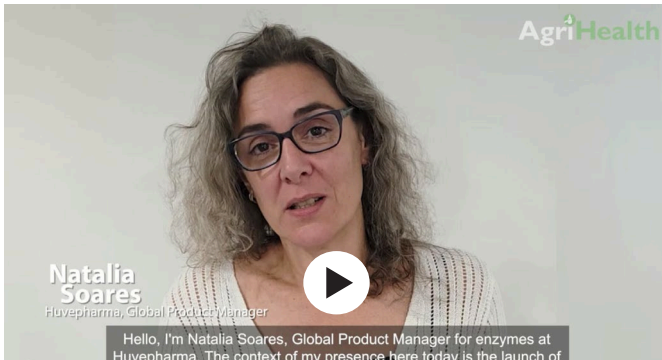 AgriHealth
Natalia
Soares
Huvepharma, Global Product Manager
Hello, I'm Natalia Soares, Global Product Manager for enzymes at
Huvepharma. The context of my presence here today is the launch of